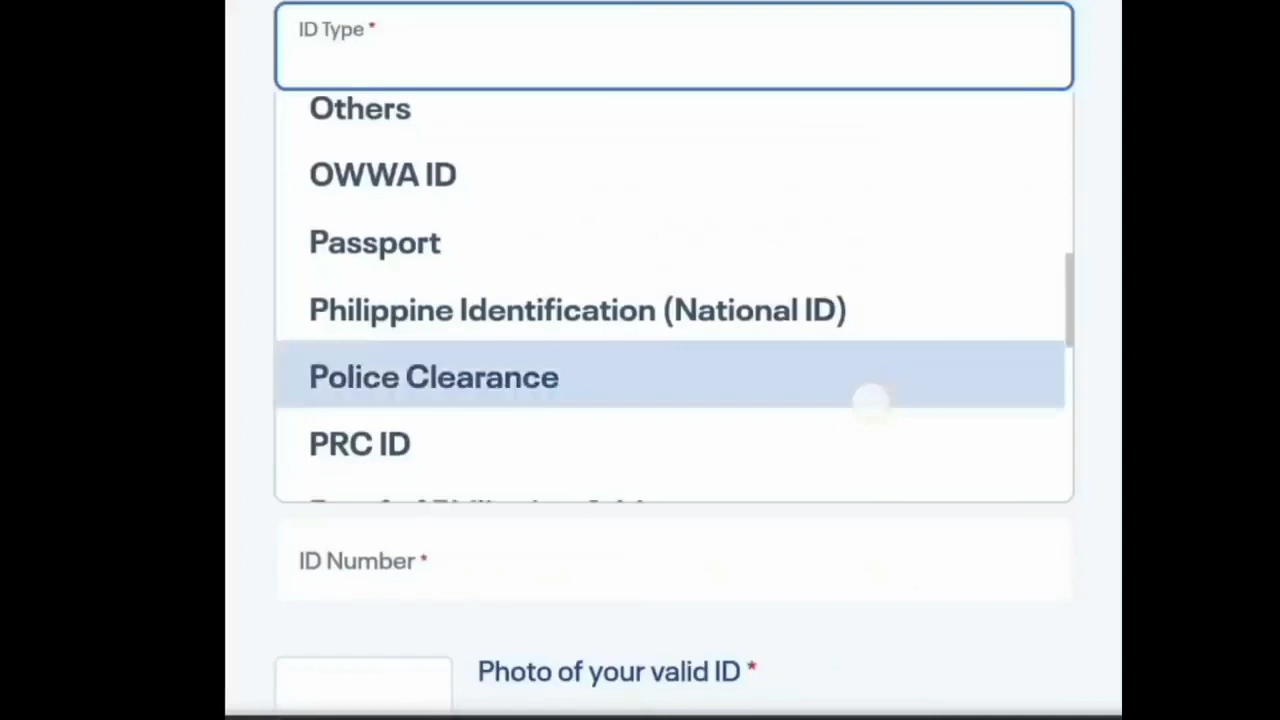 ID Type *
Others
OWWA ID
Passport
Philippine Identification (National ID)
Police Clearance
PRC ID
ID Number *
Photo of your valid ID *